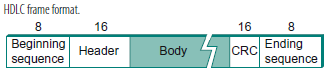 HDLC frame format.
8 16 16 8
Beginning sequence Header Body CRC Ending sequence